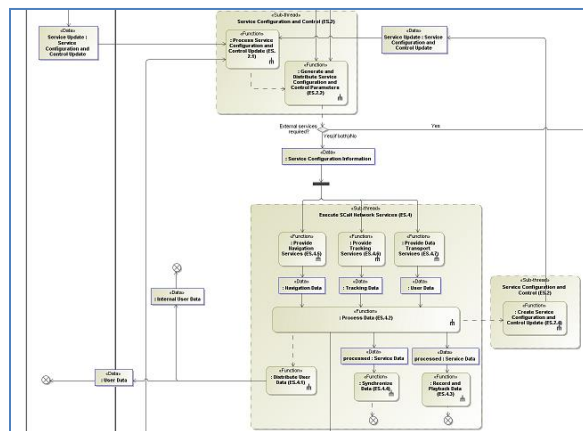 «Data»
Service Update :
Service
Configuration and
Control Update
«Sub-thread»
Service Configuration and Control (ES.2)
«Function»
: Process Service
Configuration and
Control Update (ES.
2.1)
«Function»
: Generate and
Distribute Service
Configuration and
Control Parameters
(ES.2.2)
«Data»
Service Update : Service
Configuration and
Control Update
External services
required?
Yes(if both)/No
Yes
«Data»
: Service Configuration Information
«Sub-thread»
Execute SCaN Network Services (ES.4)
«Function»
: Provide
Navigation
Services (ES.4.5)
«Function»
: Provide
Tracking
Services (ES.4.6)
«Function»
: Provide Data
Transport Services
(ES.4.7)
«Data»
: Navigation Data
«Data»
: Tracking Data
«Data»
: User Data
«Function»
: Process Data (ES.4.2)
«Sub-thread»
Service Configuration and
Control (ES.2)
«Function»
: Create Service
Configuration and
Control Update (ES.2.4)
«Data»
: Internal User Data
«Data»
: User Data
«Function»
: Distribute User
Data (ES.4.1)
«Data»
processed : Service Data
«Data»
processed : Service Data
«Function»
: Synchronize
Data (ES.4.4)
«Function»
: Record and
Playback Data
(ES.4.3)